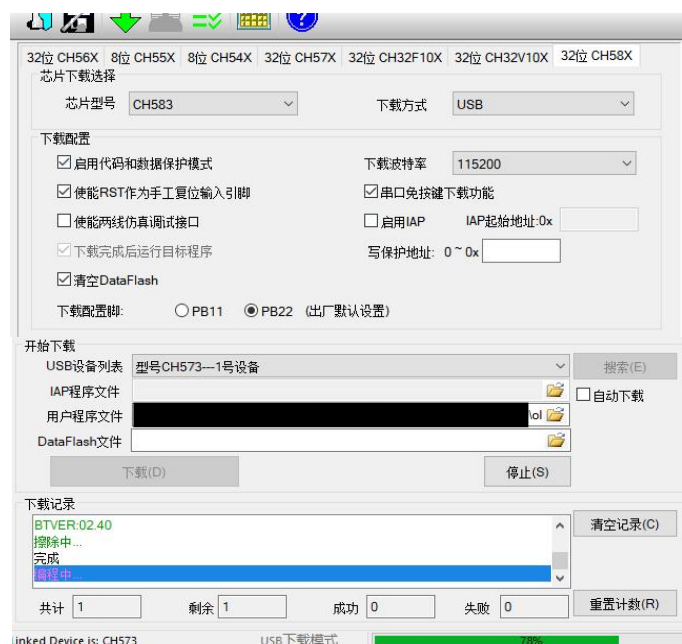 32位 CH56X 8位 CH55X 8位 CH54X 32位 CH57X 32位 CH32F10X 32位 CH32V10X 32位 CH58X
芯片下载选择
芯片型号 CH583 下载方式 USB
下载配置
启用代码和数据保护模式 下载波特率 115200
使能RST作为手工复位输入引脚 串口免按键下载功能
使能两线仿真调试接口 启用IAP IAP起始地址:0x
下载完成后运行目标程序 写保护地址: 0 ~ 0x
清空DataFlash
下载配置脚: PB11 PB22 (出厂默认设置)
开始下载
USB设备列表 型号CH573---1号设备 搜索(E)
IAP程序文件 自动下载
用户程序文件 \ol
DataFlash文件
下载(D) 停止(S)
下载记录
BTVER:02.40 清空记录(C)
擦除中...
完成
编程中...
共计 1 剩余 1 成功 0 失败 0 重置计数(R)
inked Device is: CH573 USB下载模式 78%